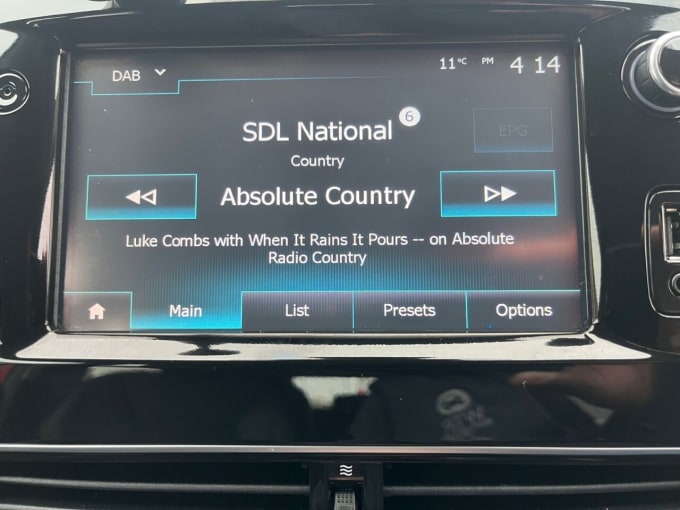 DAB
11°C PM 4 14
SDL National 6
EPG
Country
Absolute Country
Luke Combs with When It Rains It Pours -- on Absolute
Radio Country
Main List Presets Options